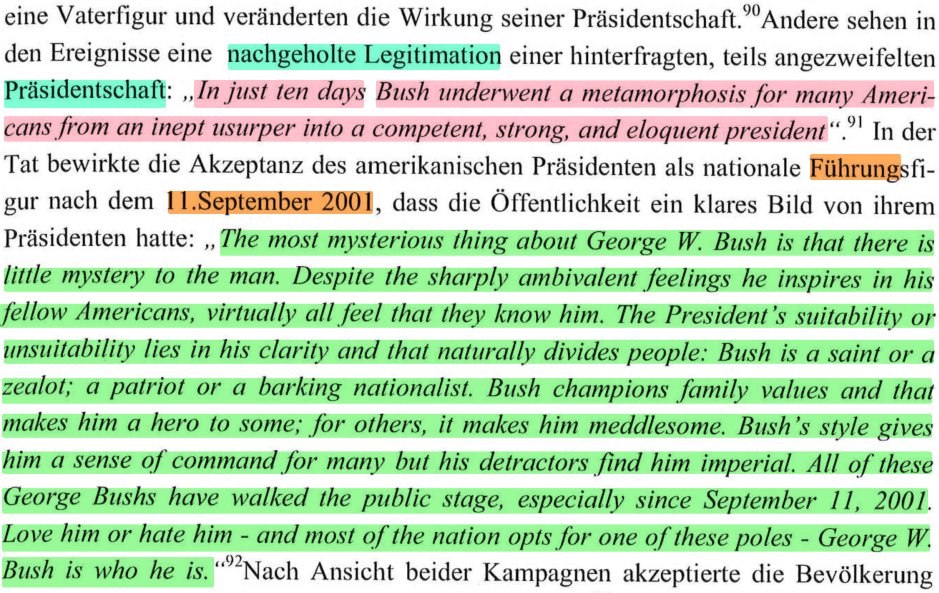 eine Vaterfigur und veränderten die Wirkung seiner Präsidentschaft.⁹⁰Andere sehen in
den Ereignisse eine nachgeholte Legitimation einer hinterfragten, teils angezweifelten
Präsidentschaft: „In just ten days Bush underwent a metamorphosis for many Ameri-
cans from an inept usurper into a competent, strong, and eloquent president“.⁹¹ In der
Tat bewirkte die Akzeptanz des amerikanischen Präsidenten als nationale Führungsfi-
gur nach dem 11.September 2001, dass die Öffentlichkeit ein klares Bild von ihrem
Präsidenten hatte: „The most mysterious thing about George W. Bush is that there is
little mystery to the man. Despite the sharply ambivalent feelings he inspires in his
fellow Americans, virtually all feel that they know him. The President’s suitability or
unsuitability lies in his clarity and that naturally divides people: Bush is a saint or a
zealot; a patriot or a barking nationalist. Bush champions family values and that
makes him a hero to some; for others, it makes him meddlesome. Bush’s style gives
him a sense of command for many but his detractors find him imperial. All of these
George Bushs have walked the public stage, especially since September 11, 2001.
Love him or hate him - and most of the nation opts for one of these poles - George W.
Bush is who he is.“⁹²Nach Ansicht beider Kampagnen akzeptierte die Bevölkerung